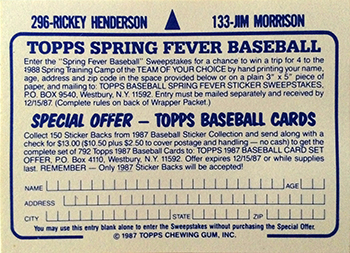 296-RICKEY HENDERSON 133-JIM MORRISON
TOPPS SPRING FEVER BASEBALL
Enter the "Spring Fever Baseball" Sweepstakes for a chance to win a trip for 4 to the
1988 Spring Training Camp of the TEAM OF YOUR CHOICE by hand printing your name,
address and zip code in the space provided below or on a plain 3" x 5" piece of
paper, and mailing to: TOPPS BASEBALL SPRING FEVER STICKER SWEEPSTAKES,
P.O. BOX 9540, Westbury, N.Y. 11592. Entry must be mailed separately and received by
12/15/87. (Complete rules on back of Wrapper Packet.)
SPECIAL OFFER — TOPPS BASEBALL CARDS
Collect 150 Sticker Backs from 1987 Baseball Sticker Collection and send along with a
check for $13.00 ($10.50 plus $2.50 to cover postage and handling — no cash) to get the
complete set of 792 Topps 1987 Baseball Cards to: TOPPS 1987 BASEBALL CARD SET
OFFER, P.O. Box 4110, Westbury, N.Y. 11592. Offer expires 12/15/87 or while supplies
last. REMEMBER — Only 1987 Sticker Backs will be accepted!
NAME AGE
ADDRESS
CITY STATE ZIP
You may use this entry blank alone to enter the Sweepstakes without purchasing the Special Offer.
© 1987 TOPPS CHEWING GUM, INC.